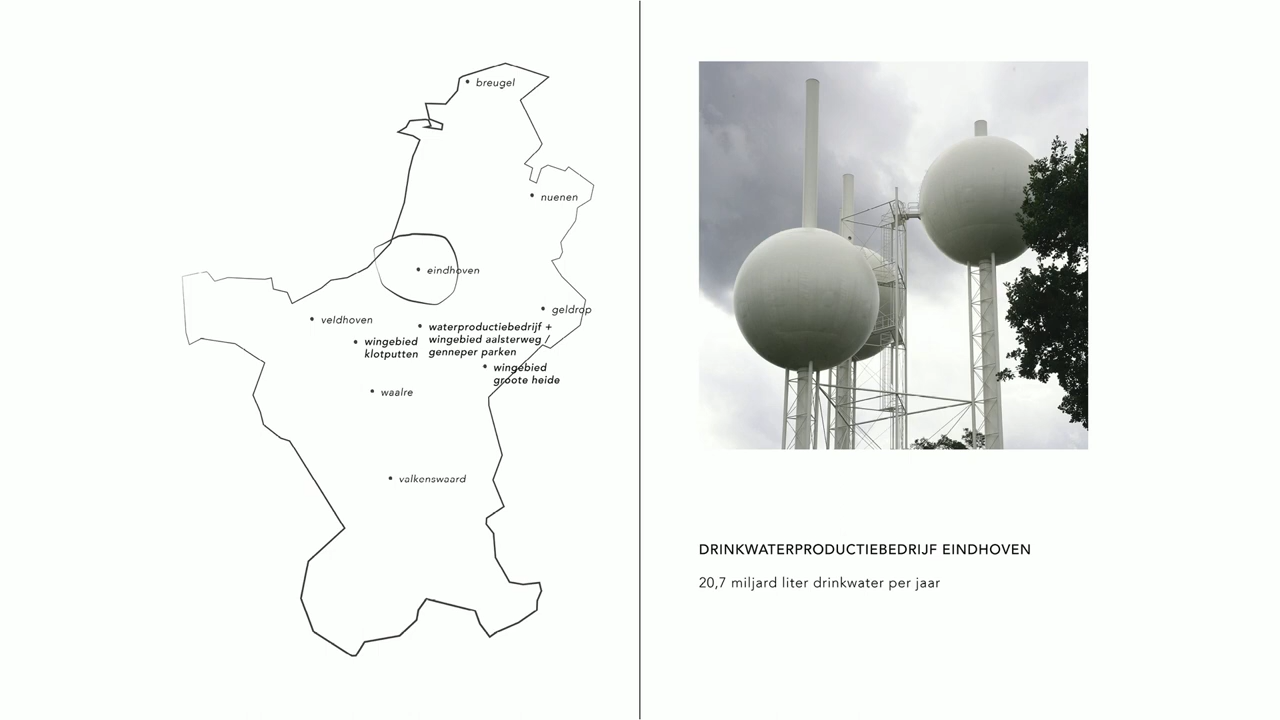 breugel
nuenen
eindhoven
geldrop
veldhoven
waterproductiebedrijf +
wingebied aalsterweg /
genneper parken
wingebied
klotputten
wingebied
groote heide
waalre
valkenswaard
DRINKWATERPRODUCTIEBEDRIJF EINDHOVEN
20,7 miljard liter drinkwater per jaar